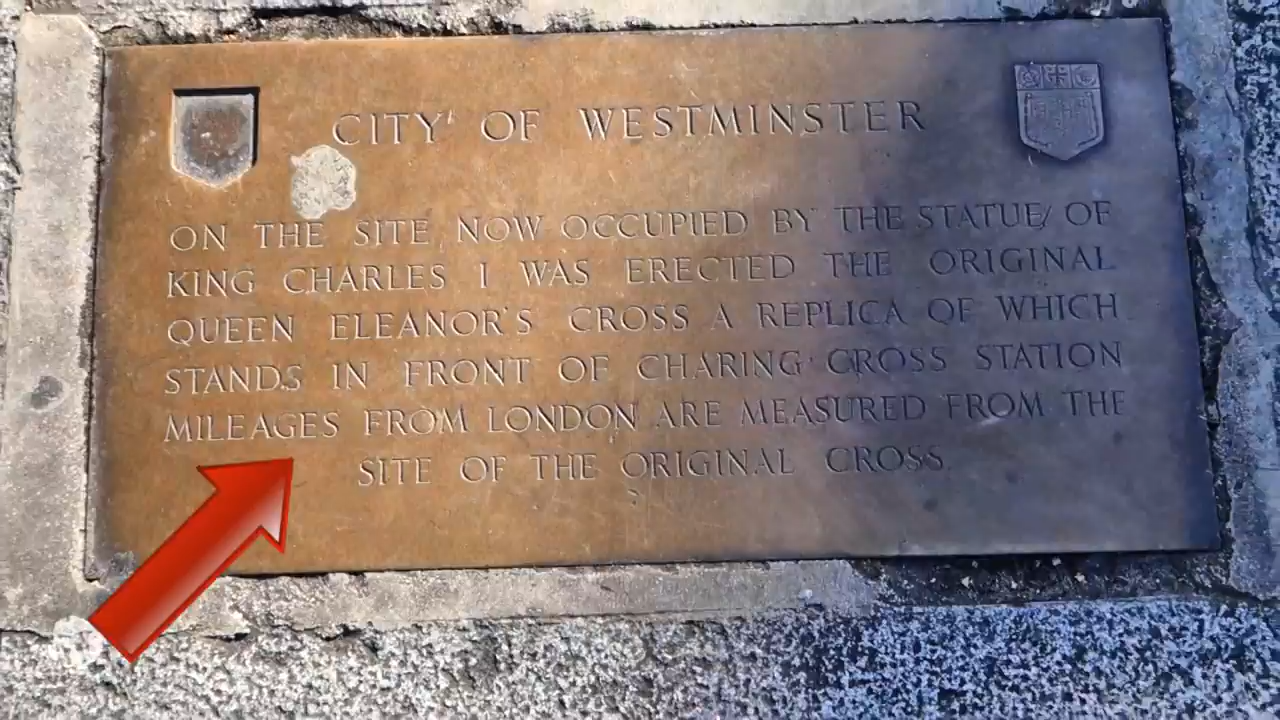 CITY OF WESTMINSTER
ON THE SITE NOW OCCUPIED BY THE STATUE OF
KING CHARLES I WAS ERECTED THE ORIGINAL
QUEEN ELEANOR'S CROSS A REPLICA OF WHICH
STANDS IN FRONT OF CHARING CROSS STATION
MILEAGES FROM LONDON ARE MEASURED FROM THE
SITE OF THE ORIGINAL CROSS